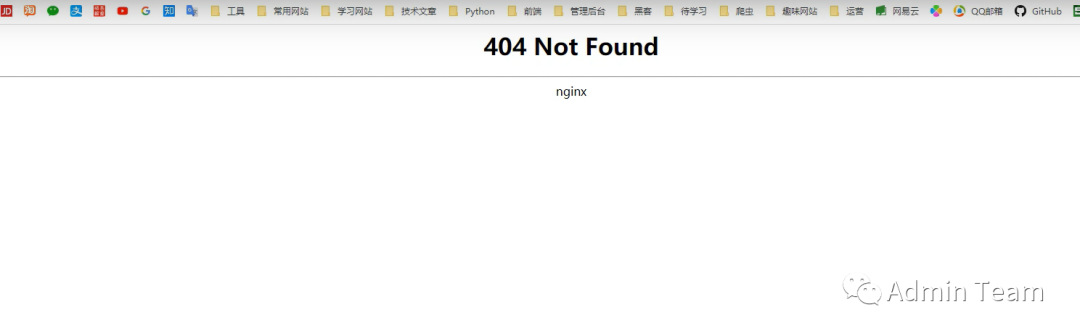 JD 淘 支 知 工具 常用网站 学习网站 技术文章 Python 前端 管理后台 黑客 待学习 爬虫 趣味网站 运营 网易云 QQ邮箱 GitHub
404 Not Found
nginx
Admin Team